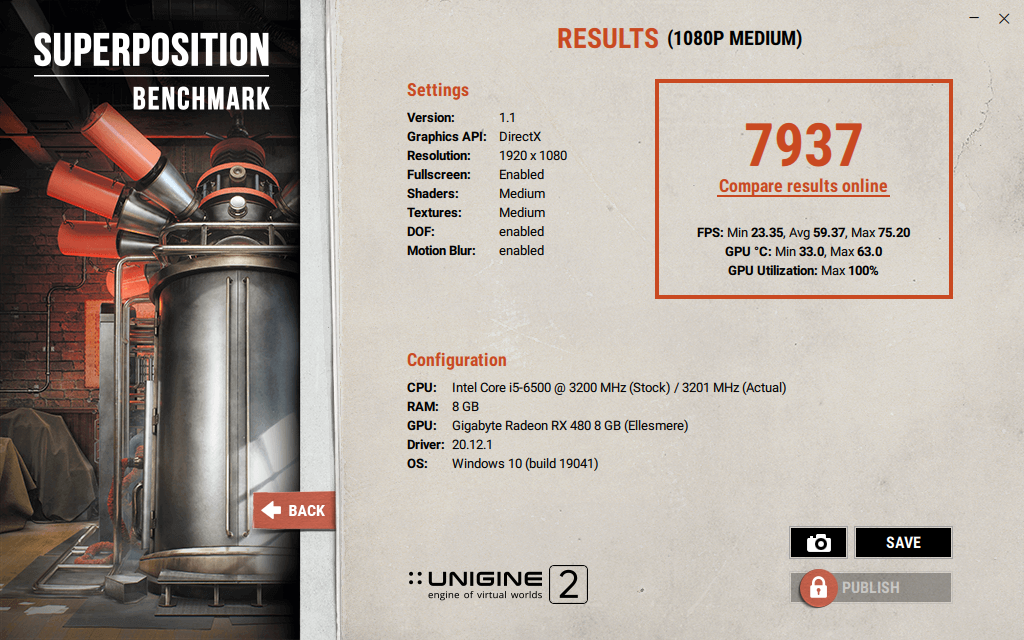 SUPERPOSITION
BENCHMARK
RESULTS (1080P MEDIUM)
Settings
Version: 1.1
Graphics API: DirectX
Resolution: 1920 x 1080
Fullscreen: Enabled
Shaders: Medium
Textures: Medium
DOF: enabled
Motion Blur: enabled
7937
Compare results online
FPS: Min 23.35, Avg 59.37, Max 75.20
GPU °C: Min 33.0, Max 63.0
GPU Utilization: Max 100%
Configuration
CPU: Intel Core i5-6500 @ 3200 MHz (Stock) / 3201 MHz (Actual)
RAM: 8 GB
GPU: Gigabyte Radeon RX 480 8 GB (Ellesmere)
Driver: 20.12.1
OS: Windows 10 (build 19041)
BACK
SAVE
UNIGINE 2
engine of virtual worlds
PUBLISH